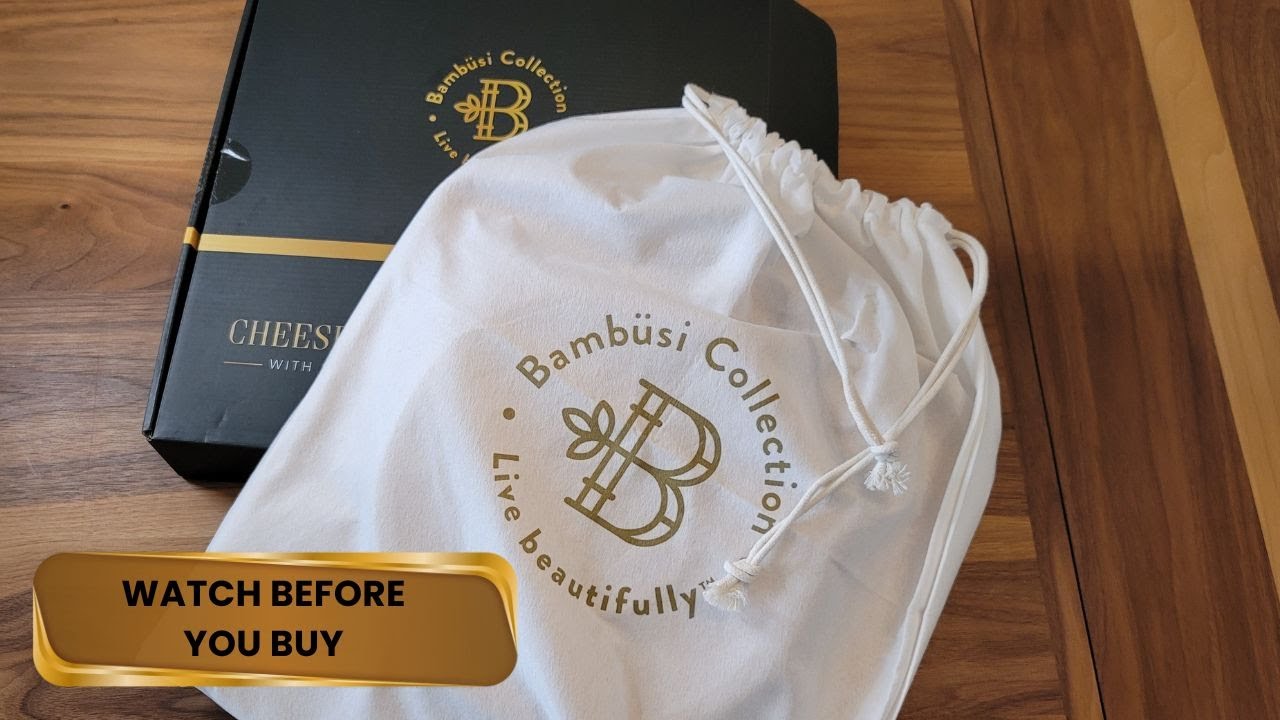 Bambüsi Collection
B
Live
CHEESE
WITH
Bambüsi Collection
B
Live beautifully™
WATCH BEFORE
YOU BUY